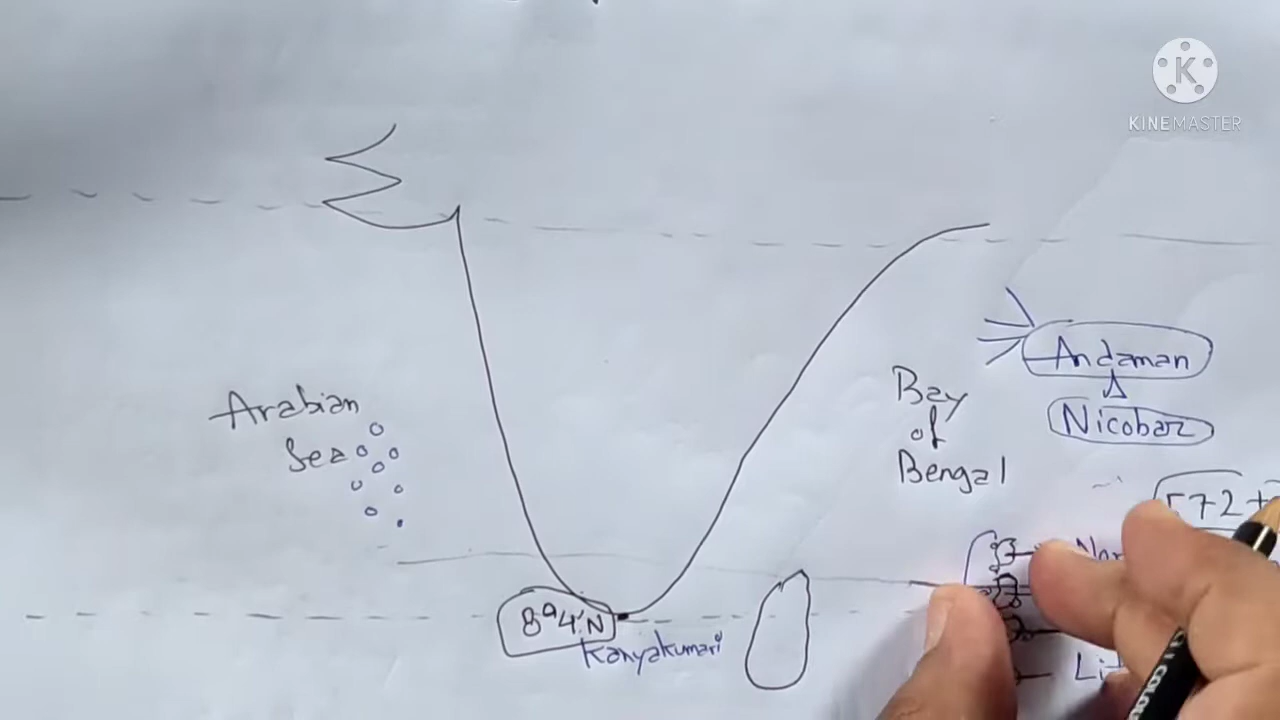 KINEMASTER
Andaman
&
Nicobar
Arabian
Sea
Bay
of
Bengal
572+
8°4'N
Kanyakumari